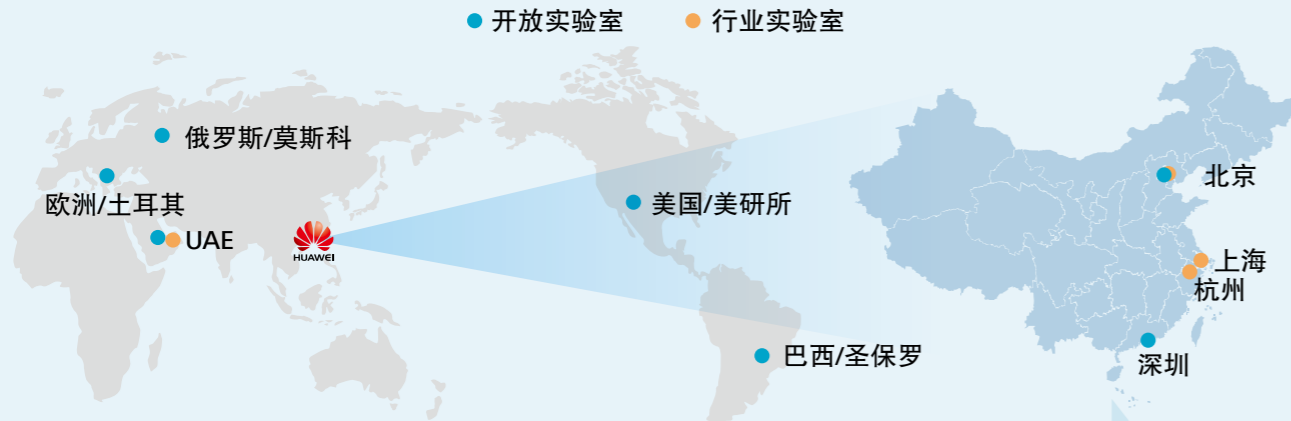 开放实验室
行业实验室
俄罗斯/莫斯科
欧洲/土耳其
UAE
HUAWEI
美国/美研所
巴西/圣保罗
北京
上海
杭州
深圳